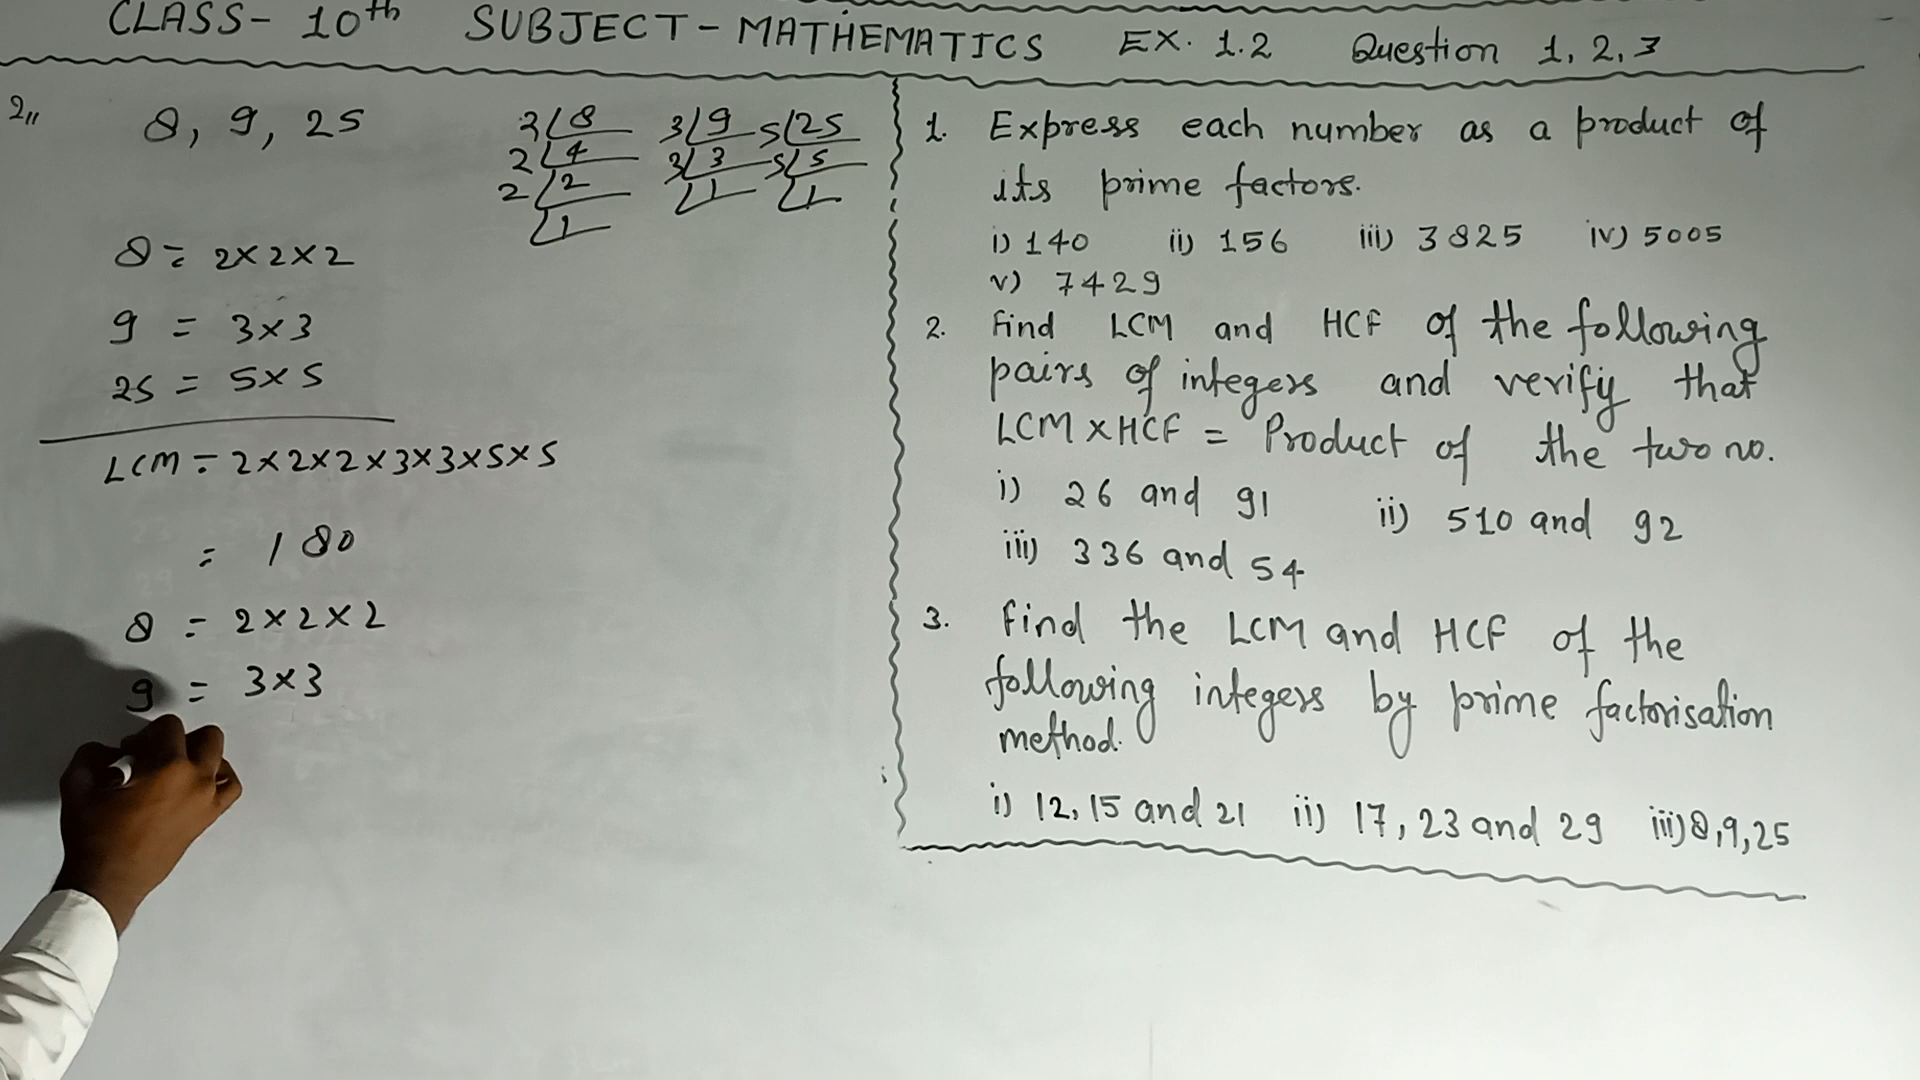 CLASS- 10th SUBJECT - MATHEMATICS EX. 1.2 Question 1, 2, 3
2,, 8, 9, 25
2 8 3 9 5 25
2 4 3 3 5 5
2 2 1 1
1
8 = 2×2×2
9 = 3×3
25 = 5×5
LCM = 2×2×2×3×3×5×5
= 180
8 = 2×2×2
9 = 3×3
1. Express each number as a product of
its prime factors.
i) 140 ii) 156 iii) 3825 iv) 5005
v) 7429
2. Find LCM and HCF of the following
pairs of integers and verify that
LCM×HCF = Product of the two no.
i) 26 and 91 ii) 510 and 92
iii) 336 and 54
3. Find the LCM and HCF of the
following integers by prime factorisation
method.
i) 12, 15 and 21 ii) 17, 23 and 29 iii) 8,9,25